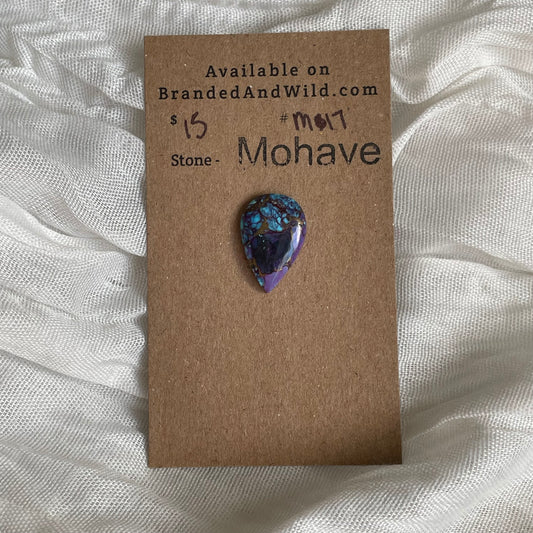 Available on
BrandedAndWild.com
$ 15 # M017
Stone - Mohave